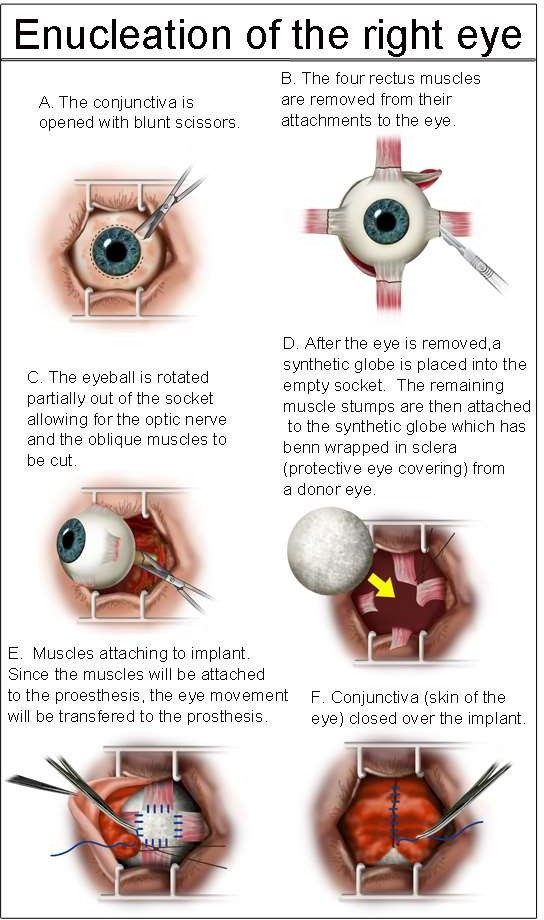 Enucleation of the right eye
A. The conjunctiva is
opened with blunt scissors.
B. The four rectus muscles
are removed from their
attachments to the eye.
C. The eyeball is rotated
partially out of the socket
allowing for the optic nerve
and the oblique muscles to
be cut.
D. After the eye is removed,a
synthetic globe is placed into the
empty socket.  The remaining
muscle stumps are then attached
to the synthetic globe which has
benn wrapped in sclera
(protective eye covering) from
a donor eye.
E.  Muscles attaching to implant.
Since the muscles will be attached
to the proesthesis, the eye movement
will be transfered to the prosthesis.
F. Conjunctiva (skin of the
eye) closed over the implant.